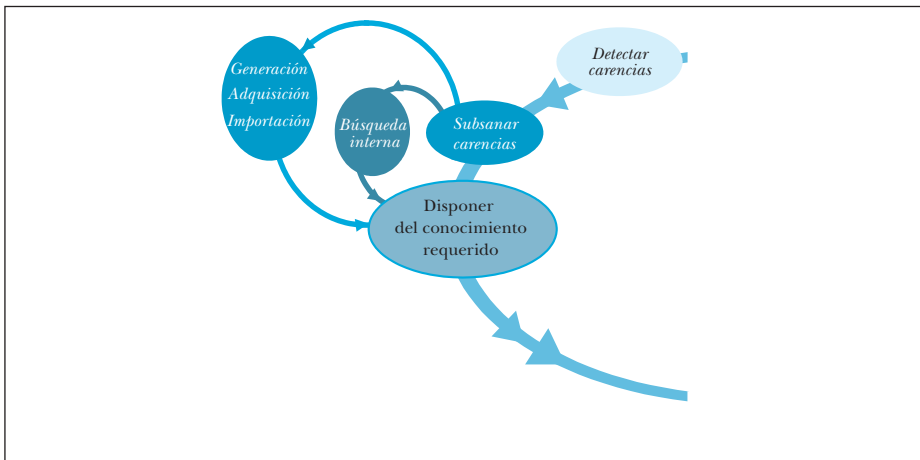 Detectar
carencias
Generación
Adquisición
Importación
Búsqueda
interna
Subsanar
carencias
Disponer
del conocimiento
requerido